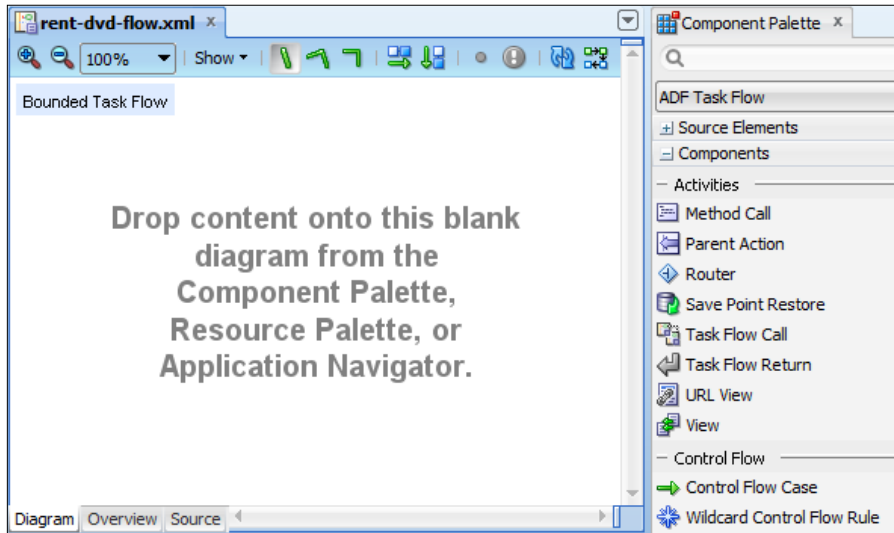 rent-dvd-flow.xml x
100% Show
Bounded Task Flow
Drop content onto this blank
diagram from the
Component Palette,
Resource Palette, or
Application Navigator.
Diagram Overview Source
Component Palette x
ADF Task Flow
Source Elements
Components
Activities
Method Call
Parent Action
Router
Save Point Restore
Task Flow Call
Task Flow Return
URL View
View
Control Flow
Control Flow Case
Wildcard Control Flow Rule